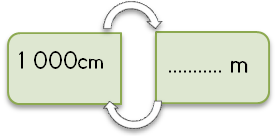 1 000cm
........... m